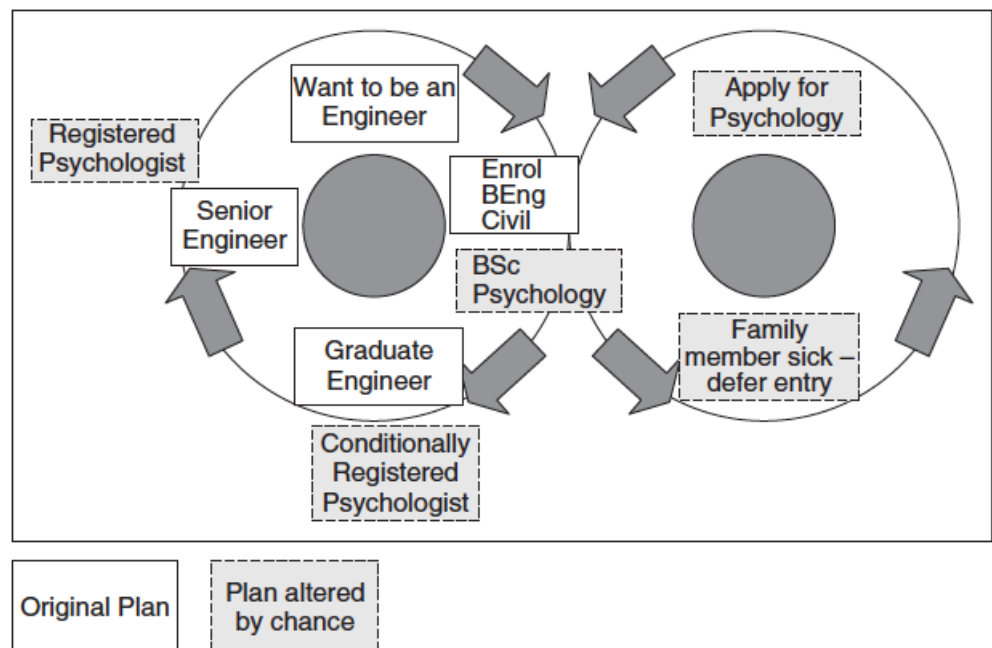 Want to be an
Engineer
Apply for
Psychology
Registered
Psychologist
Enrol
BEng
Civil
Senior
Engineer
BSc
Psychology
Family
member sick –
defer entry
Graduate
Engineer
Conditionally
Registered
Psychologist
Original Plan
Plan altered
by chance